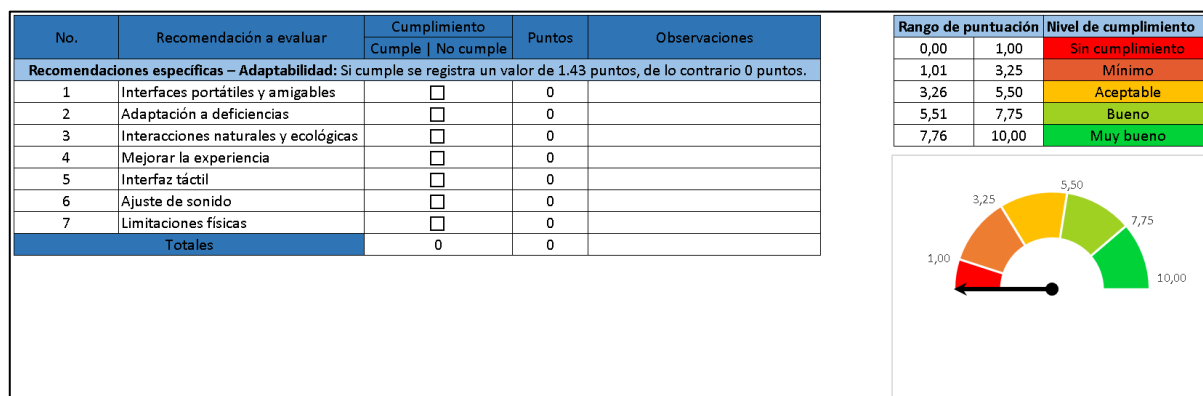 No. Recomendación a evaluar Cumplimiento Puntos Observaciones
Cumple | No cumple
Recomendaciones específicas – Adaptabilidad: Si cumple se registra un valor de 1.43 puntos, de lo contrario 0 puntos.
1 Interfaces portátiles y amigables 0
2 Adaptación a deficiencias 0
3 Interacciones naturales y ecológicas 0
4 Mejorar la experiencia 0
5 Interfaz táctil 0
6 Ajuste de sonido 0
7 Limitaciones físicas 0
Totales 0 0
Rango de puntuación Nivel de cumplimiento
0,00 1,00 Sin cumplimiento
1,01 3,25 Mínimo
3,26 5,50 Aceptable
5,51 7,75 Bueno
7,76 10,00 Muy bueno
5,50
3,25
7,75
1,00
10,00